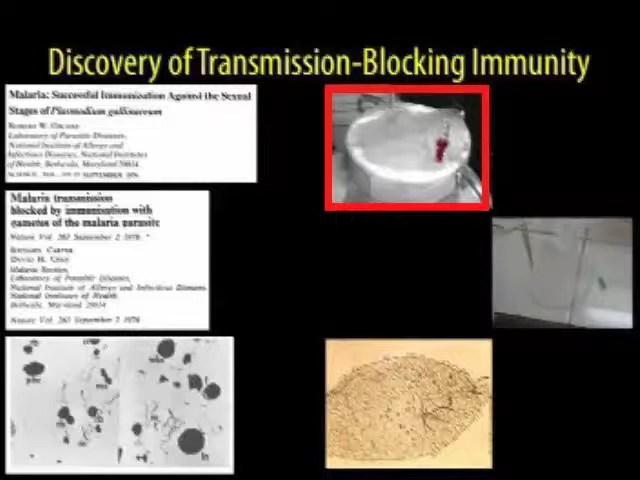 Discovery of Transmission-Blocking Immunity
Malaria: Successful Immunization Against the Sexual
Stages of Plasmodium gallinaceum
Laboratory of Parasitic Diseases,
National Institute of Allergy and
Infectious Diseases, National Institutes
of Health, Bethesda, Maryland 20014
Malaria transmission
blocked by immunisation with
gametes of the malaria parasite
Nature Vol. 263 September 2, 1976
Laboratory of Parasitic Diseases,
National Institute of Allergy and Infectious Diseases,
National Institutes of Health,
Bethesda, Maryland 20014
Nature Vol. 263 September 2, 1976